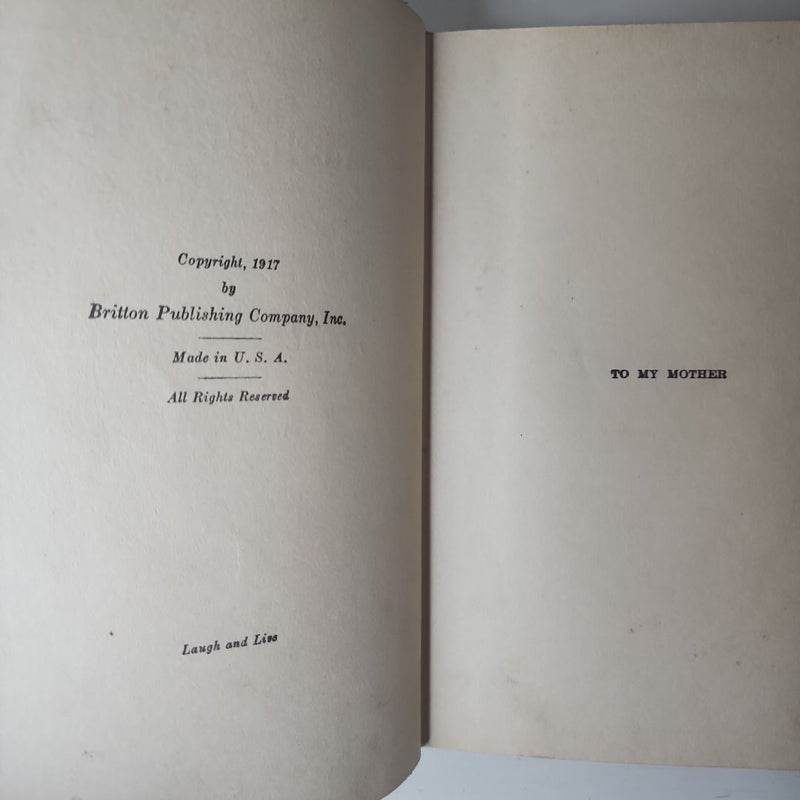 Copyright, 1917
by
Britton Publishing Company, Inc.
Made in U. S. A.
All Rights Reserved
Laugh and Live
TO MY MOTHER